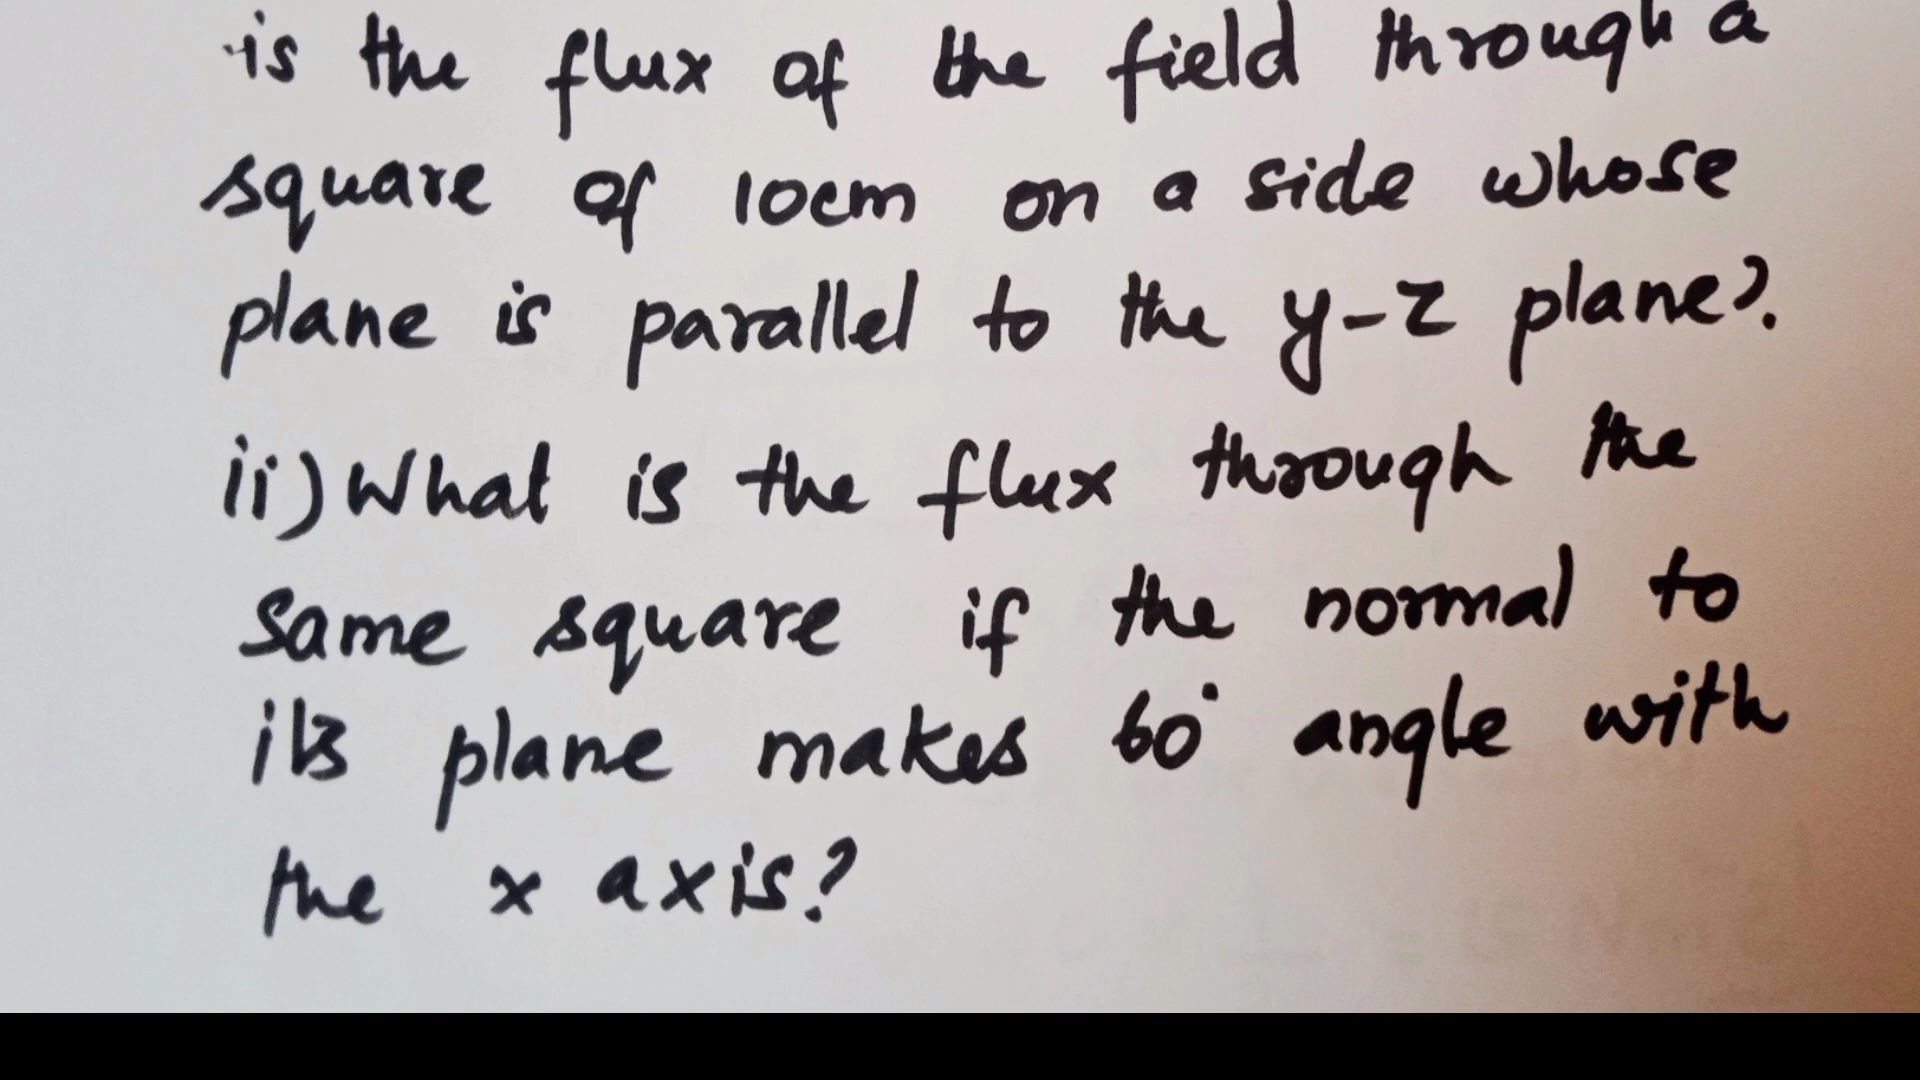 is the flux of the field through a
square of 10cm on a side whose
plane is parallel to the y-z plane?.
ii) What is the flux through the
same square if the normal to
its plane makes 60° angle with
the x axis?